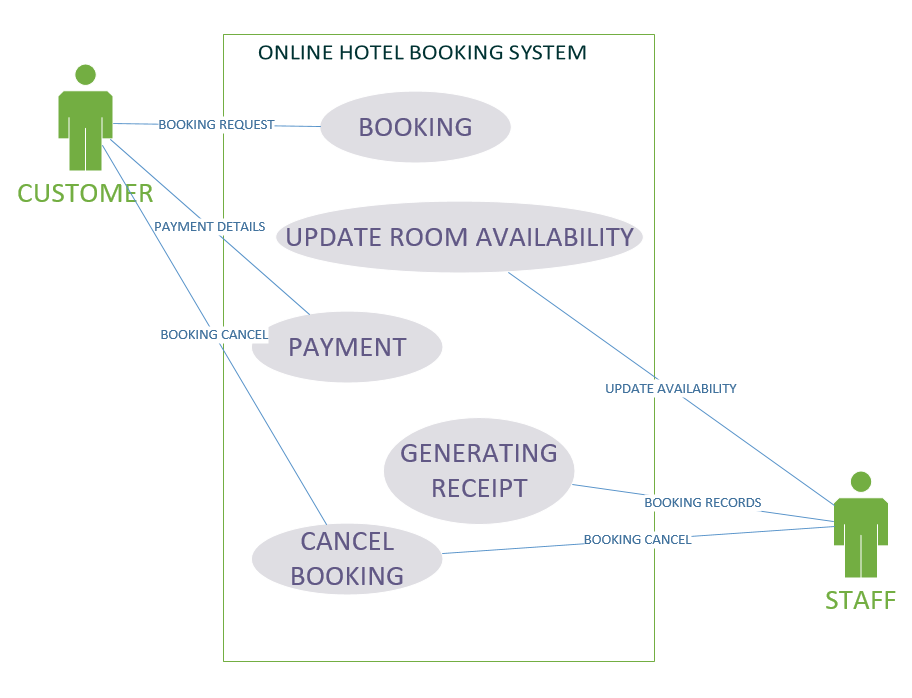 ONLINE HOTEL BOOKING SYSTEM
BOOKING REQUEST
BOOKING
CUSTOMER
PAYMENT DETAILS
UPDATE ROOM AVAILABILITY
BOOKING CANCEL
PAYMENT
UPDATE AVAILABILITY
GENERATING
RECEIPT
BOOKING RECORDS
BOOKING CANCEL
CANCEL
BOOKING
STAFF